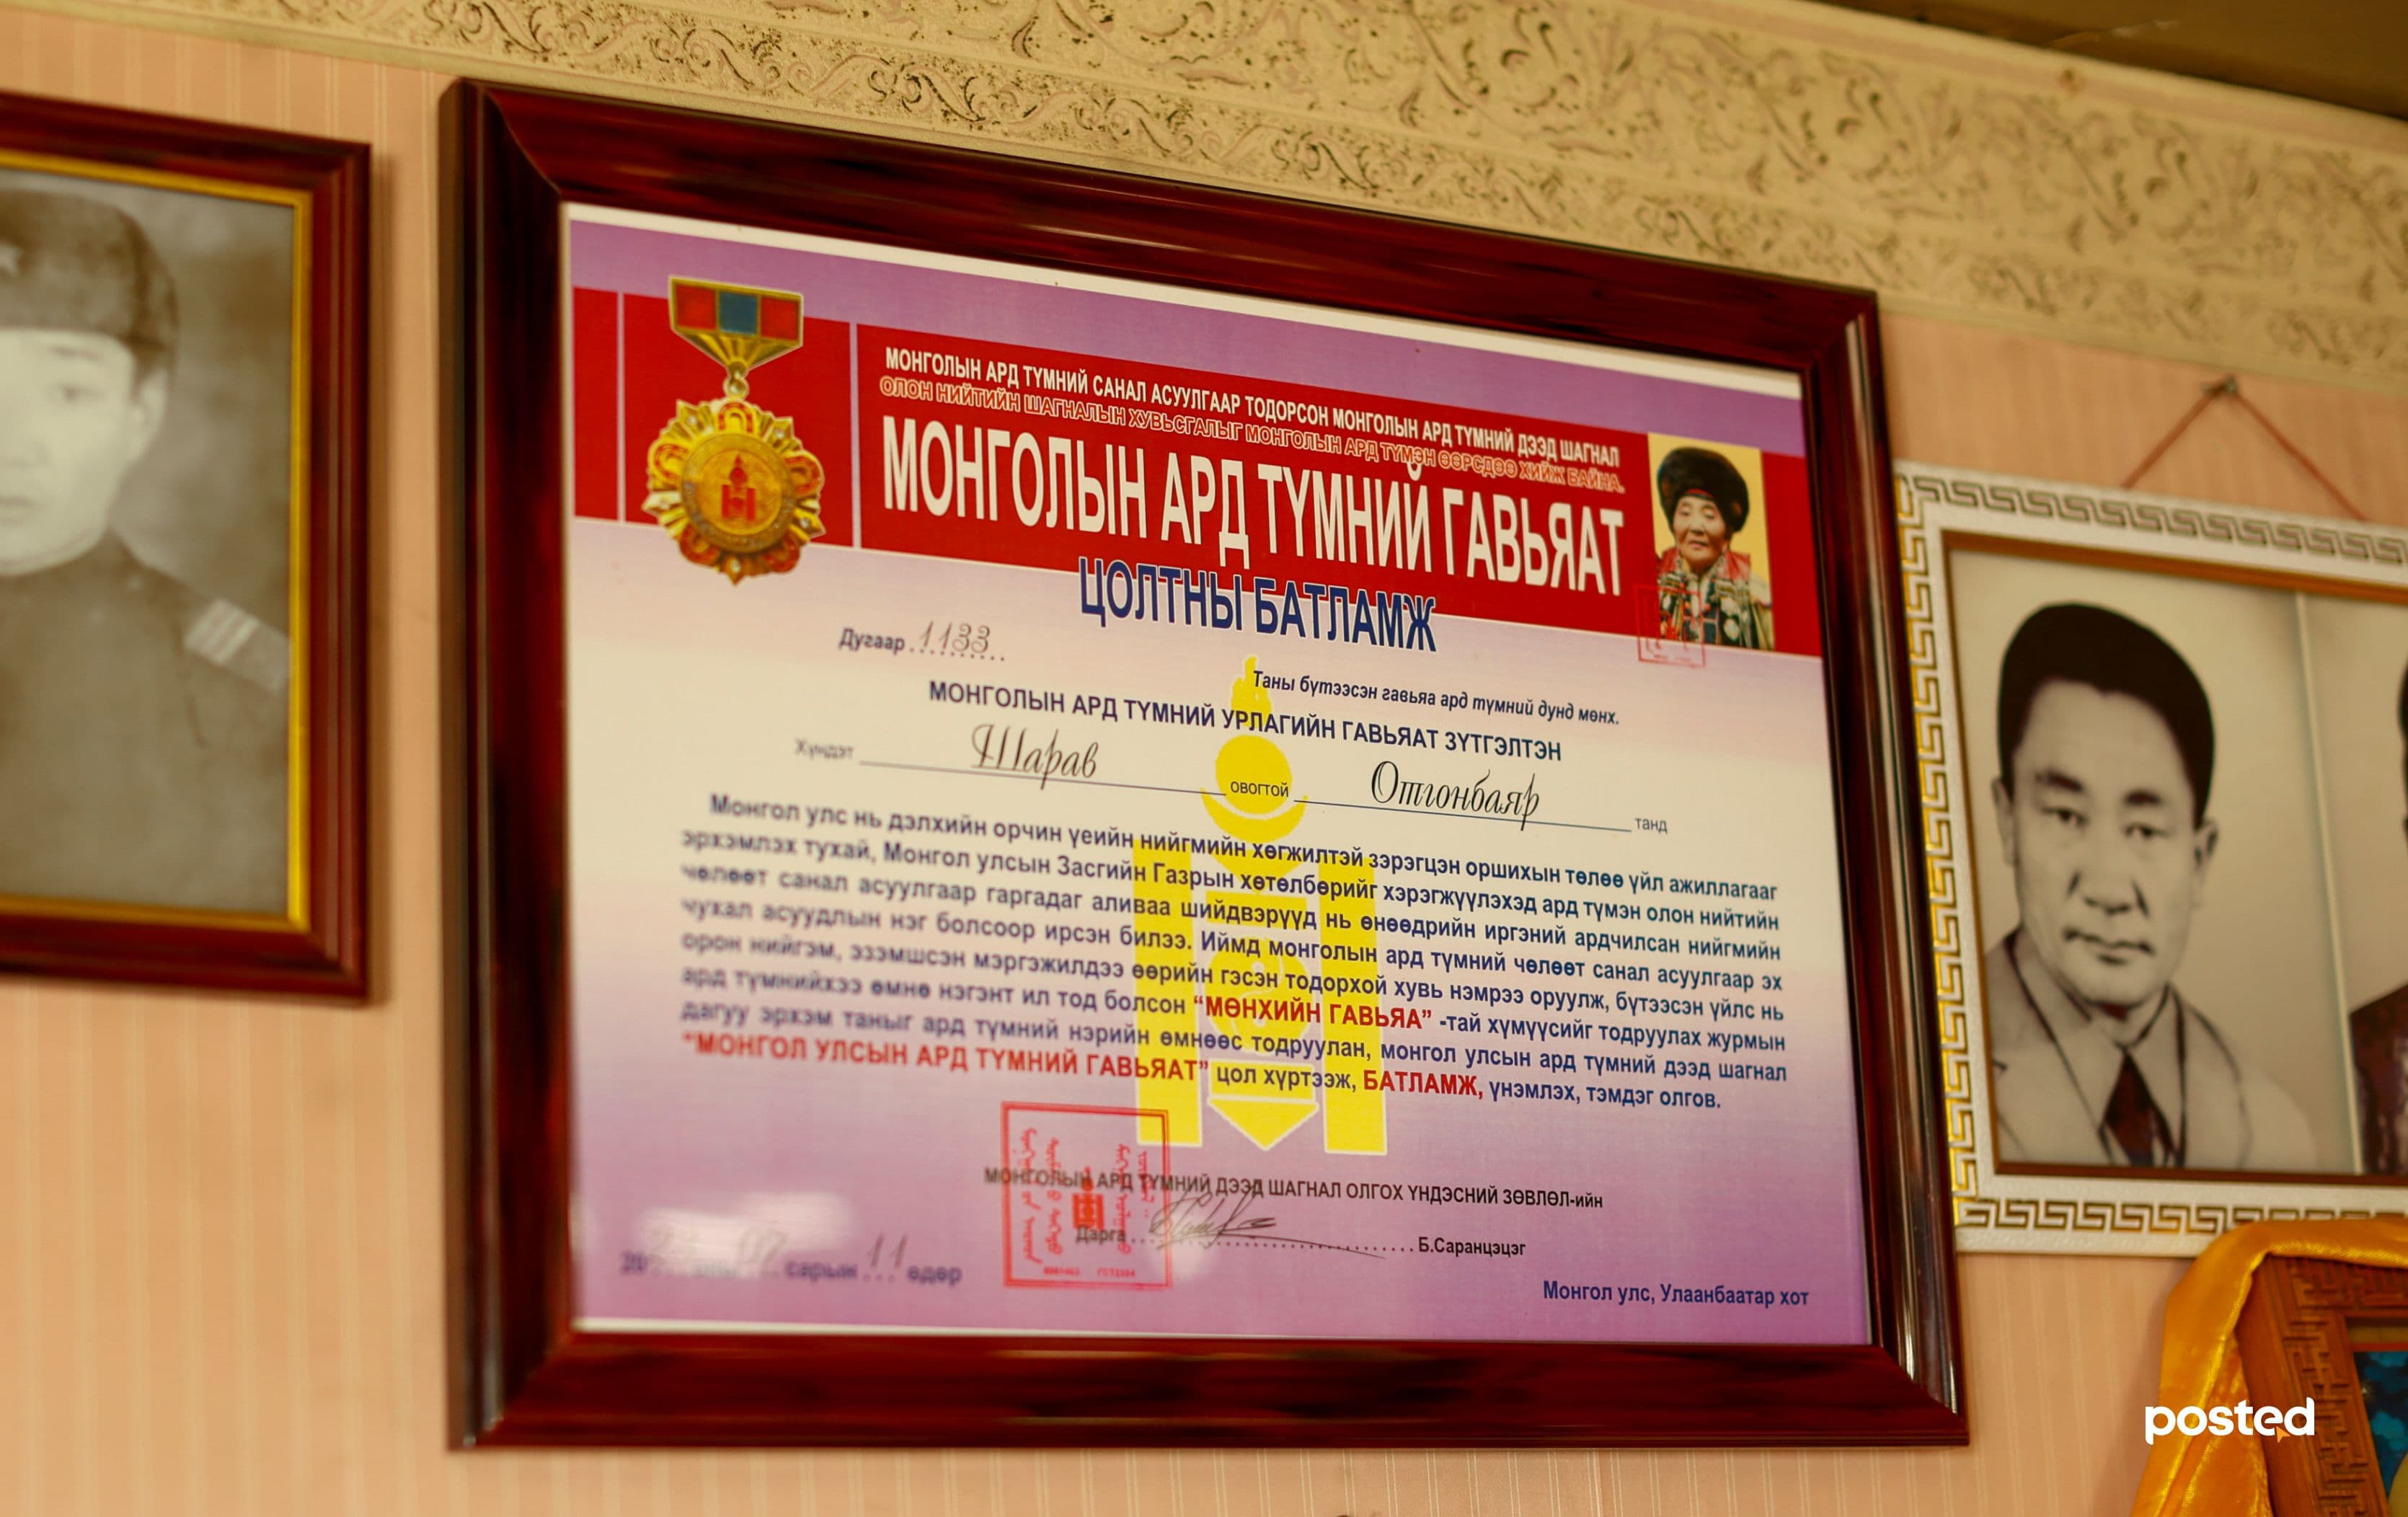 МОНГОЛЫН АРД ТҮМНИЙ САНАЛ АСУУЛГААР ТОДОРСОН МОНГОЛЫН АРД ТҮМНИЙ ДЭЭД ШАГНАЛ
ОЛОН НИЙТИЙН ШАГНАЛЫН ХУВЬСГАЛЫГ МОНГОЛЫН АРД ТҮМЭН ӨӨРСДӨӨ ХИЙЖ БАЙНА.
МОНГОЛЫН АРД ТҮМНИЙ ГАВЬЯАТ
ЦОЛТНЫ БАТЛАМЖ
Дугаар 1133
Таны бүтээсэн гавьяа ард түмний дунд мөнх.
МОНГОЛЫН АРД ТҮМНИЙ УРЛАГИЙН ГАВЬЯАТ ЗҮТГЭЛТЭН
Хүндэт Шарав овогтой Отгонбаяр танд
Монгол улс нь дэлхийн орчин үеийн нийгмийн хөгжилтэй зэрэгцэн оршихын төлөө үйл ажиллагааг
эрхэмлэх тухай, Монгол улсын Засгийн Газрын хөтөлбөрийг хэрэгжүүлэхэд ард түмэн олон нийтийн
чөлөөт санал асуулгаар гаргадаг аливаа шийдвэрүүд нь өнөөдрийн иргэний ардчилсан нийгмийн
чухал асуудлын нэг болсоор ирсэн билээ. Иймд монголын ард түмний чөлөөт санал асуулгаар эх
орон нийгэм, эзэмшсэн мэргэжилдээ өөрийн гэсэн тодорхой хувь нэмрээ оруулж, бүтээсэн үйлс нь
ард түмнийхээ өмнө нэгэнт ил тод болсон "МӨНХИЙН ГАВЬЯА" -тай хүмүүсийг тодруулах журмын
дагуу эрхэм таныг ард түмний нэрийн өмнөөс тодруулан, монгол улсын ард түмний дээд шагнал
"МОНГОЛ УЛСЫН АРД ТҮМНИЙ ГАВЬЯАТ" цол хүртээж, БАТЛАМЖ, үнэмлэх, тэмдэг олгов.
МОНГОЛЫН АРД ТҮМНИЙ ДЭЭД ШАГНАЛ ОЛГОХ ҮНДЭСНИЙ ЗӨВЛӨЛ-ийн
Дарга Б.Саранцэцэг
07 сарын 11 өдөр
Монгол улс, Улаанбаатар хот
posted